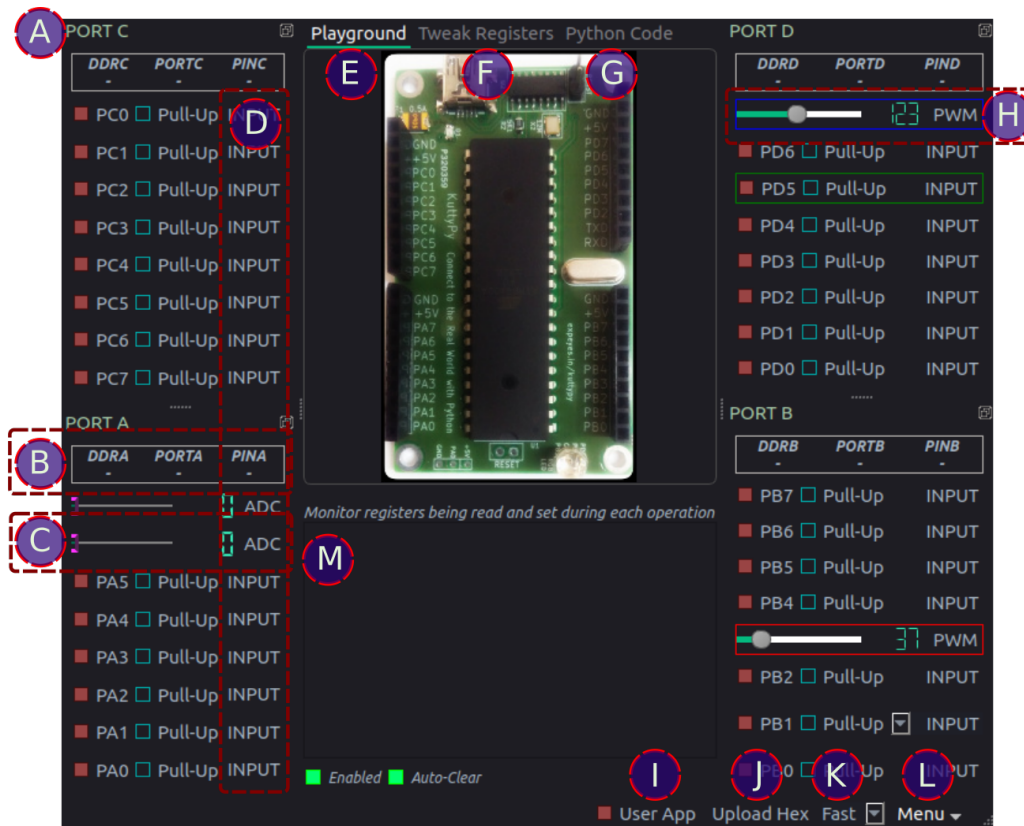 A
PORT C
DDRC PORTC PINC
- - -
PC0 Pull-Up
D
PC1 Pull-Up INPUT
PC2 Pull-Up INPUT
PC3 Pull-Up INPUT
PC4 Pull-Up INPUT
PC5 Pull-Up INPUT
PC6 Pull-Up INPUT
PC7 Pull-Up INPUT
PORT A
B
DDRA PORTA PINA
- - -
0 ADC
C
0 ADC
PA5 Pull-Up INPUT
PA4 Pull-Up INPUT
PA3 Pull-Up INPUT
PA2 Pull-Up INPUT
PA1 Pull-Up INPUT
PA0 Pull-Up INPUT
Playground Tweak Registers Python Code
E F G
0.5A
GND
+5V
PC0
PC1
PC2
PC3
PC4
PC5
PC6
PC7
GND
+5V
PA7
PA6
PA5
PA4
PA3
PA2
PA1
PA0
P320359
KuttyPy Connect to the Real World with Python
GND
+5V
PD7
PD6
PD5
PD4
PD3
PD2
TXD
RXD
GND
+5V
PB7
PB6
PB5
PB4
PB3
PB2
PB1
PB0
expeyes.in/kuttypy
RESET
Monitor registers being read and set during each operation
M
Enabled Auto-Clear
PORT D
DDRD PORTD PIND
- - -
123 PWM
H
PD6 Pull-Up INPUT
PD5 Pull-Up INPUT
PD4 Pull-Up INPUT
PD3 Pull-Up INPUT
PD2 Pull-Up INPUT
PD1 Pull-Up INPUT
PD0 Pull-Up INPUT
PORT B
DDRB PORTB PINB
- - -
PB7 Pull-Up INPUT
PB6 Pull-Up INPUT
PB5 Pull-Up INPUT
PB4 Pull-Up INPUT
37 PWM
PB2 Pull-Up INPUT
PB1 Pull-Up INPUT
I J K L
User App Upload Hex Fast Menu